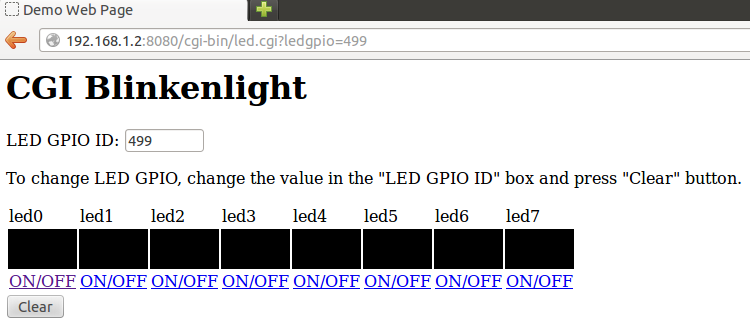 Demo Web Page
192.168.1.2:8080/cgi-bin/led.cgi?ledgpio=499
CGI Blinkenlight
LED GPIO ID: 499
To change LED GPIO, change the value in the "LED GPIO ID" box and press "Clear" button.
led0 led1 led2 led3 led4 led5 led6 led7
ON/OFF ON/OFF ON/OFF ON/OFF ON/OFF ON/OFF ON/OFF ON/OFF
Clear